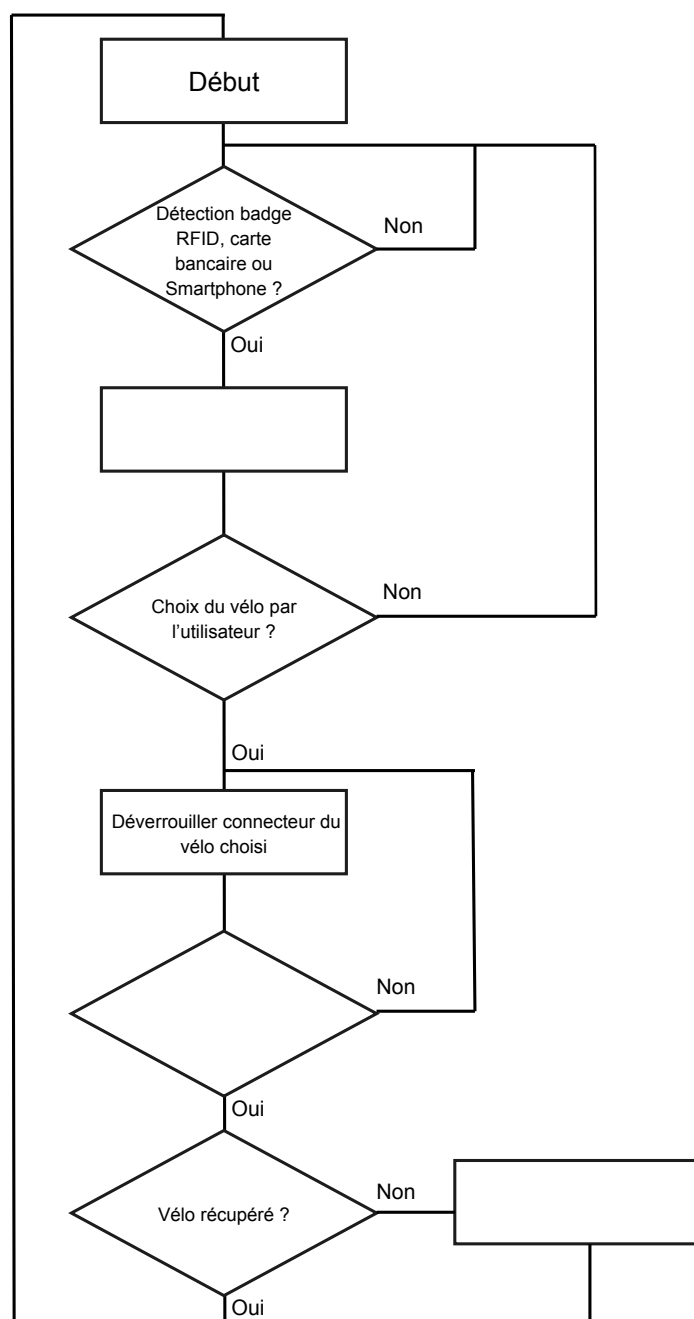 Début
Détection badge
RFID, carte
bancaire ou
Smartphone ?
Non
Oui
Choix du vélo par
l’utilisateur ?
Non
Oui
Déverrouiller connecteur du
vélo choisi
Non
Oui
Vélo récupéré ?
Non
Oui